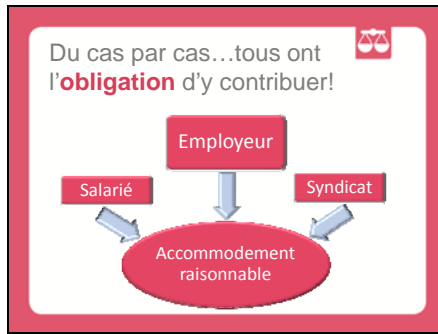 Du cas par cas…tous ont
l'obligation d'y contribuer!
Employeur
Salarié
Syndicat
Accommodement
raisonnable